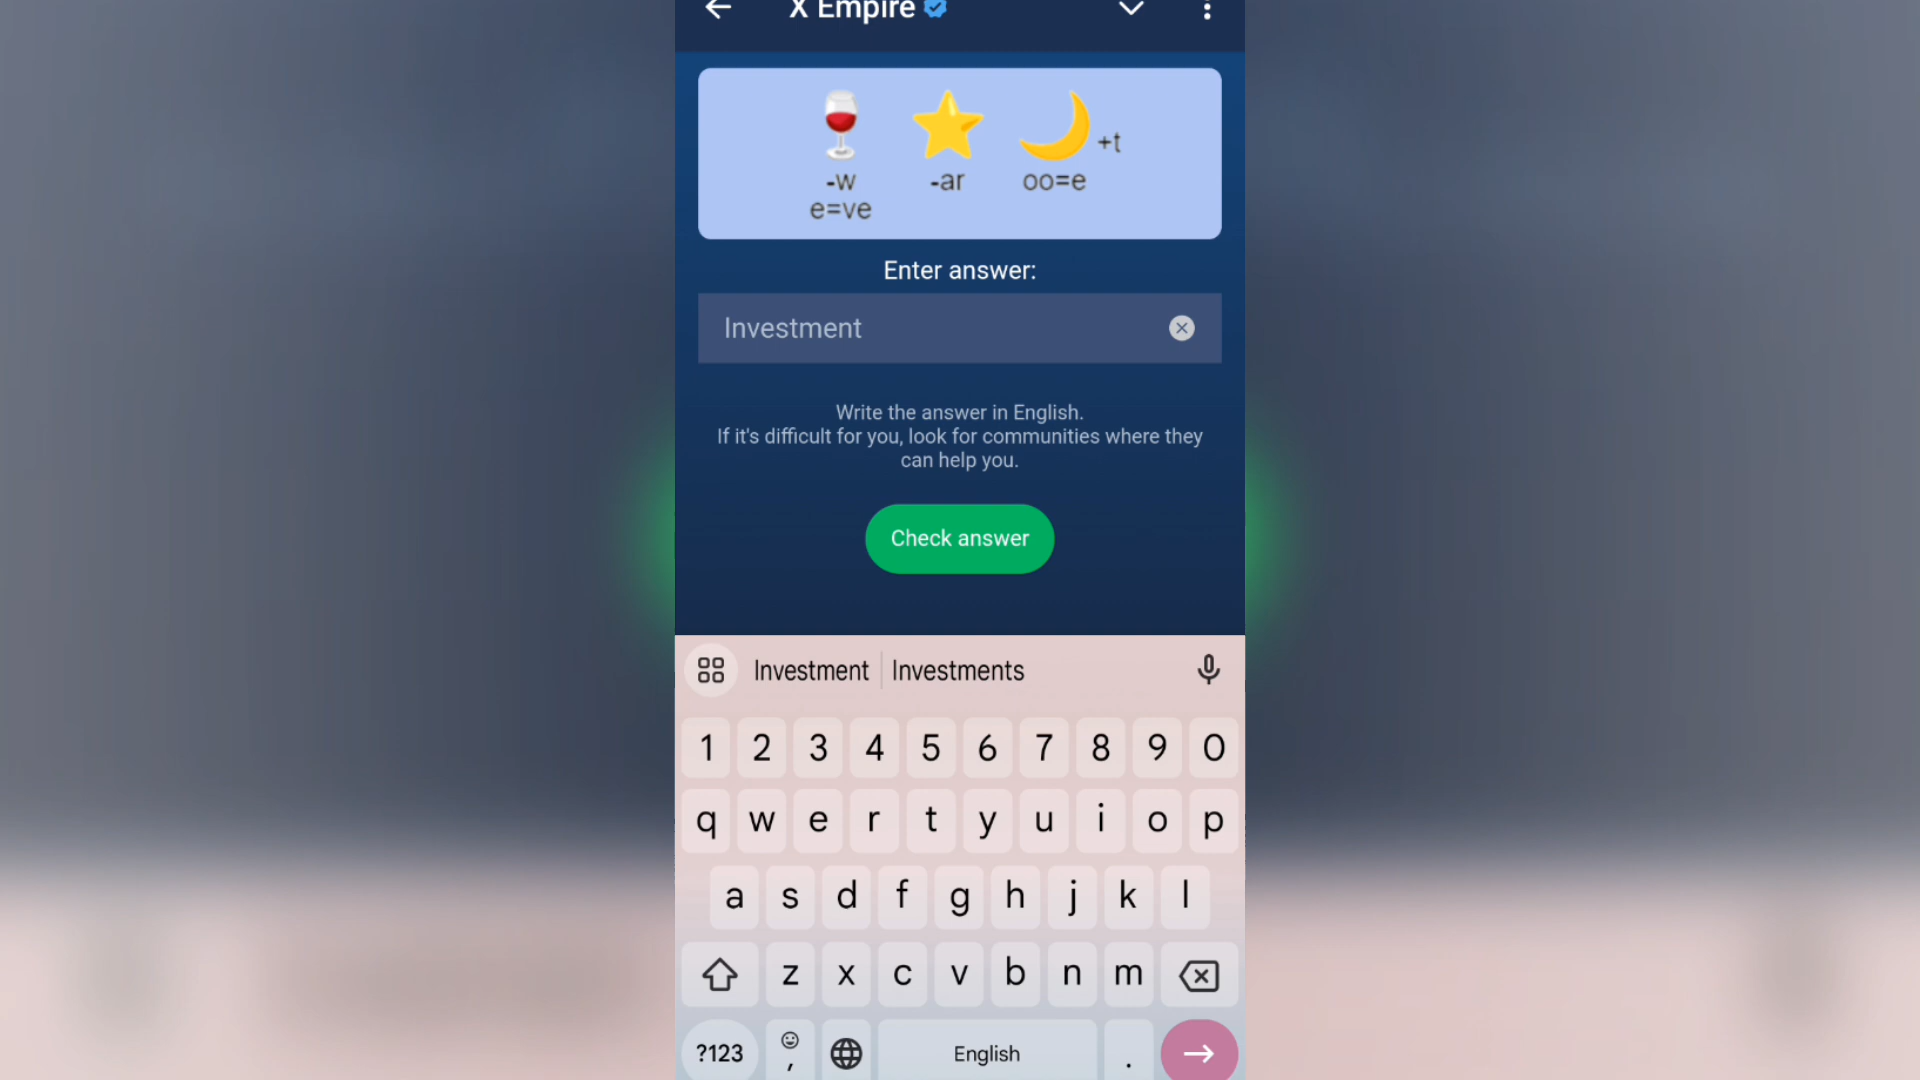 X Empire
+t
-w -ar oo=e
e=ve
Enter answer:
Investment
Write the answer in English.
If it's difficult for you, look for communities where they
can help you.
Check answer
Investment Investments
1 2 3 4 5 6 7 8 9 0
q w e r t y u i o p
a s d f g h j k l
z x c v b n m
?123 , English .